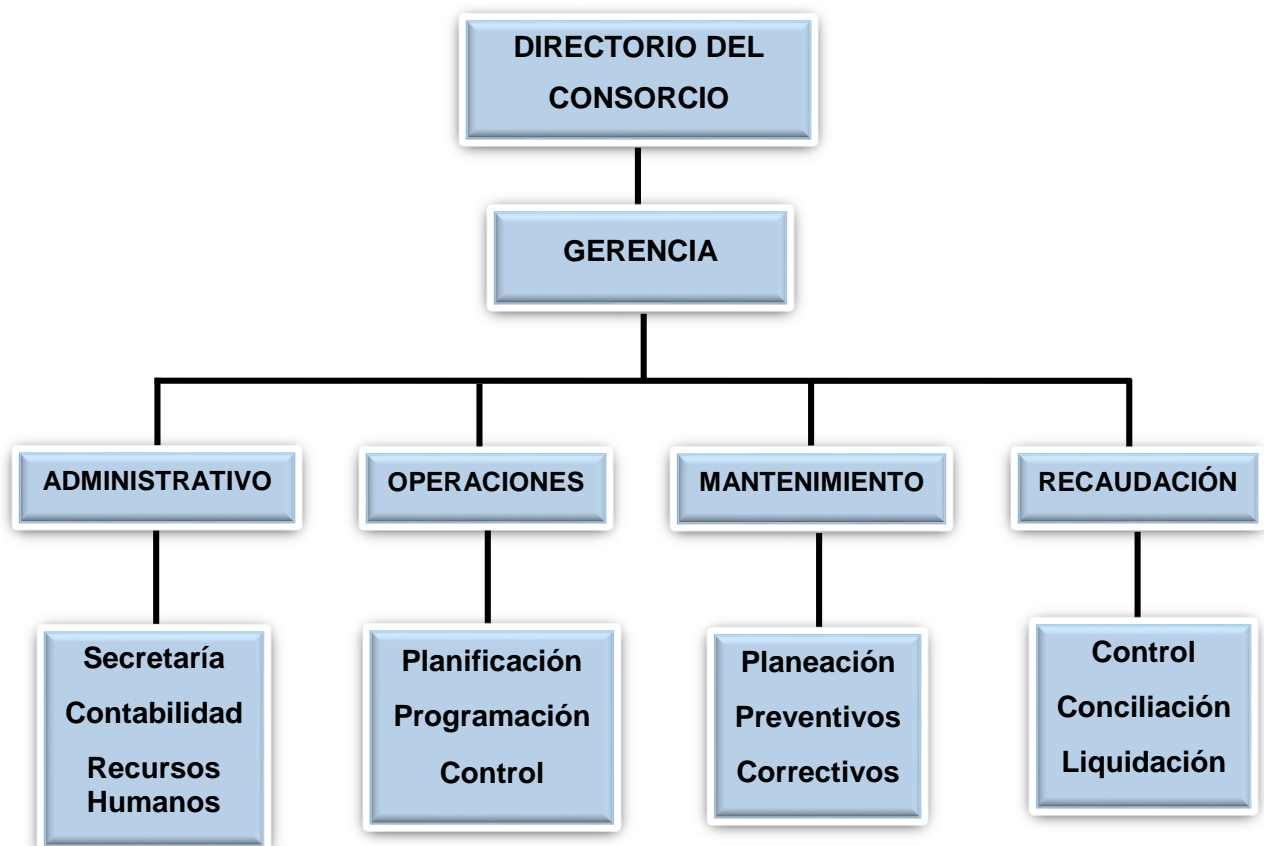 DIRECTORIO DEL
CONSORCIO
GERENCIA
ADMINISTRATIVO
OPERACIONES
MANTENIMIENTO
RECAUDACIÓN
Secretaría
Contabilidad
Recursos
Humanos
Planificación
Programación
Control
Planeación
Preventivos
Correctivos
Control
Conciliación
Liquidación